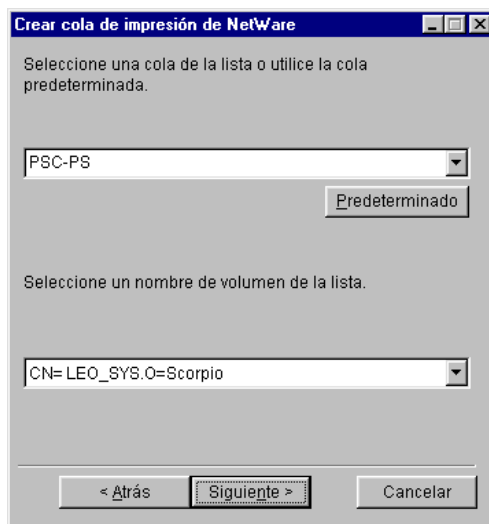 Crear cola de impresión de NetWare
Seleccione una cola de la lista o utilice la cola
predeterminada.
PSC-PS
Predeterminado
Seleccione un nombre de volumen de la lista.
CN= LEO_SYS.O=Scorpio
< Atrás
Siguiente >
Cancelar